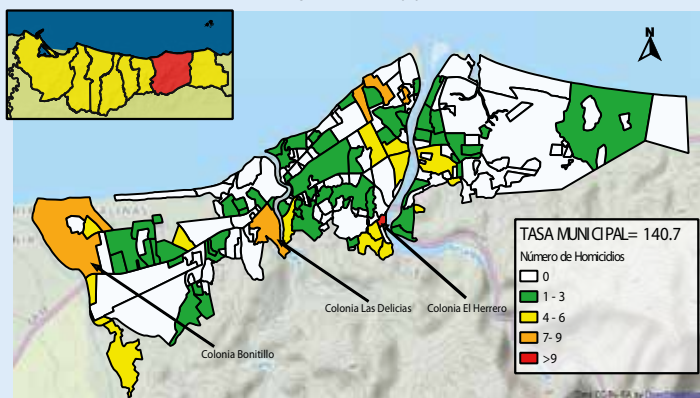 N
TASA MUNICIPAL= 140.7
Número de Homicidios
0
1 - 3
4 - 6
7- 9
>9
Colonia Las Delicias
Colonia El Herrero
Colonia Bonitillo